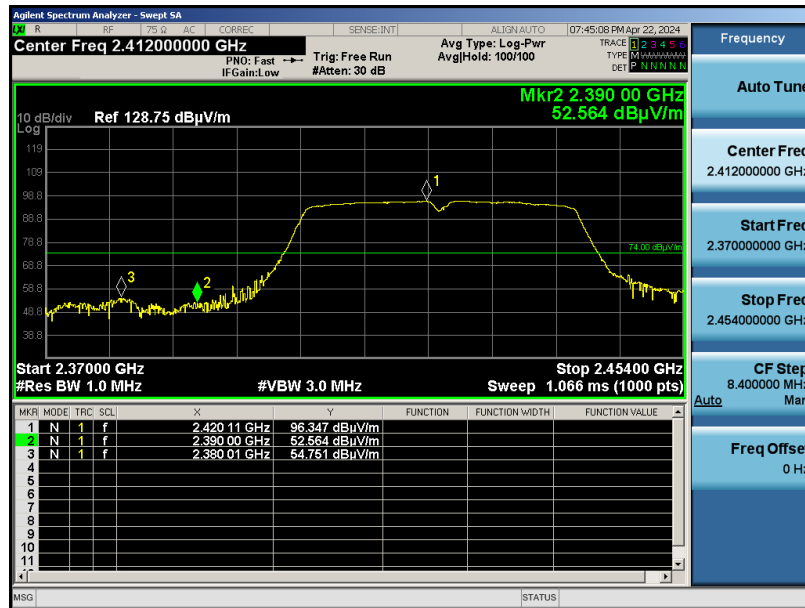 Agilent Spectrum Analyzer - Swept SA
LXI R RF 75 Ω AC CORREC SENSE:INT ALIGN AUTO 07:45:08 PM Apr 22, 2024
Center Freq 2.412000000 GHz
PNO: Fast
IFGain:Low
Trig: Free Run
#Atten: 30 dB
Avg Type: Log-Pwr
Avg|Hold: 100/100
TRACE 1 2 3 4 5 6
TYPE M WWWWW
DET P N N N N N
Mkr2 2.390 00 GHz
52.564 dBµV/m
10 dB/div Ref 128.75 dBµV/m
Log
119
109
98.8
88.8
78.8
68.8
58.8
48.8
38.8
1
2
3
74.00 dBµV/m
Start 2.37000 GHz Stop 2.45400 GHz
#Res BW 1.0 MHz #VBW 3.0 MHz Sweep 1.066 ms (1000 pts)
MKR MODE TRC SCL X Y FUNCTION FUNCTION WIDTH FUNCTION VALUE
1 N 1 f 2.420 11 GHz 96.347 dBµV/m
2 N 1 f 2.390 00 GHz 52.564 dBµV/m
3 N 1 f 2.380 01 GHz 54.751 dBµV/m
4
5
6
7
8
9
10
11
MSG STATUS
Frequency
Auto Tune
Center Freq
2.412000000 GHz
Start Freq
2.370000000 GHz
Stop Freq
2.454000000 GHz
CF Step
8.400000 MHz
Auto Man
Freq Offset
0 Hz